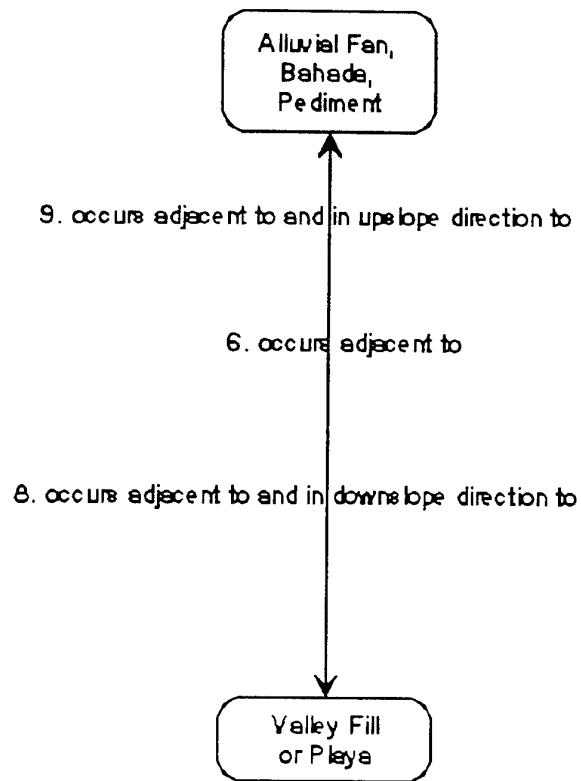 Alluvial Fan,
Bahada,
Pediment
9. occurs adjacent to and in upslope direction to
6. occurs adjacent to
8. occurs adjacent to and in downslope direction to
Valley Fill
or Playa